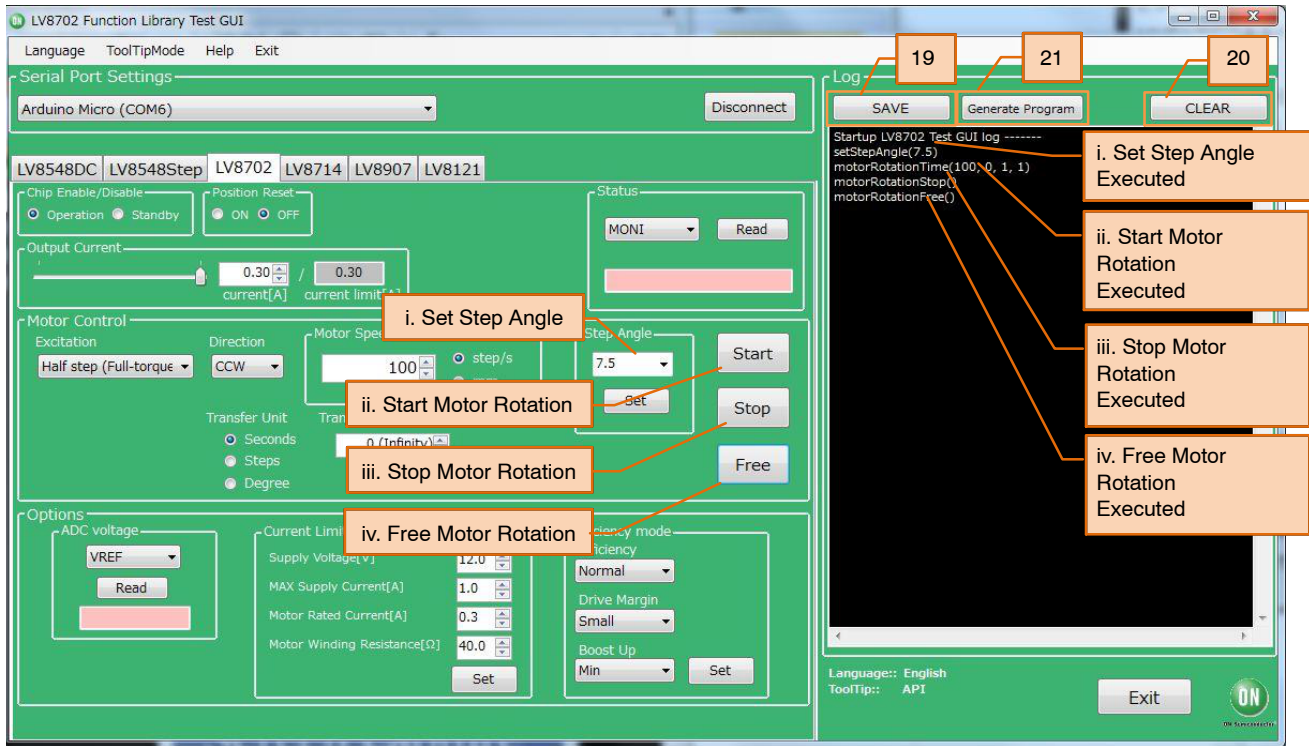 LV8702 Function Library Test GUI
Language ToolTipMode Help Exit
19
21
20
Serial Port Settings
Log
Arduino Micro (COM6)
Disconnect
SAVE
Generate Program
CLEAR
Startup LV8702 Test GUI log -------
setStepAngle(7.5)
motorRotationTime(100, 0, 1, 1)
motorRotationStop()
motorRotationFree()
i. Set Step Angle
Executed
ii. Start Motor
Rotation
Executed
iii. Stop Motor
Rotation
Executed
iv. Free Motor
Rotation
Executed
LV8548DC LV8548Step LV8702 LV8714 LV8907 LV8121
Chip Enable/Disable
Operation Standby
Position Reset
ON OFF
Status
MONI
Read
Output Current
0.30 / 0.30
current[A] current limit[A]
Motor Control
Excitation
Half step (Full-torque
Direction
CCW
Motor
100
step/s
i. Set Step Angle
Step Angle
7.5
Set
Start
Stop
Free
ii. Start Motor Rotation
Transfer Unit
Seconds
Steps
Degree
0 (Infinity)
iii. Stop Motor Rotation
iv. Free Motor Rotation
Options
ADC voltage
VREF
Read
Current
Supply Voltage[V]
12.0
MAX Supply Current[A]
1.0
Motor Rated Current[A]
0.3
Motor Winding Resistance[Ω]
40.0
Set
mode
Normal
Drive Margin
Small
Boost Up
Min
Set
Language:: English
ToolTip:: API
Exit
ON
ON Semiconductor